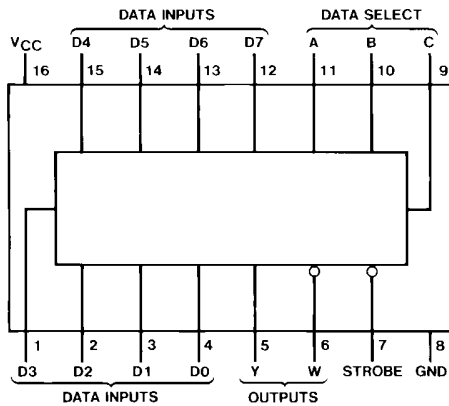 DATA INPUTS DATA SELECT
VCC D4 D5 D6 D7 A B C
16 15 14 13 12 11 10 9
1 2 3 4 5 6 7 8
D3 D2 D1 D0 Y W STROBE GND
DATA INPUTS OUTPUTS